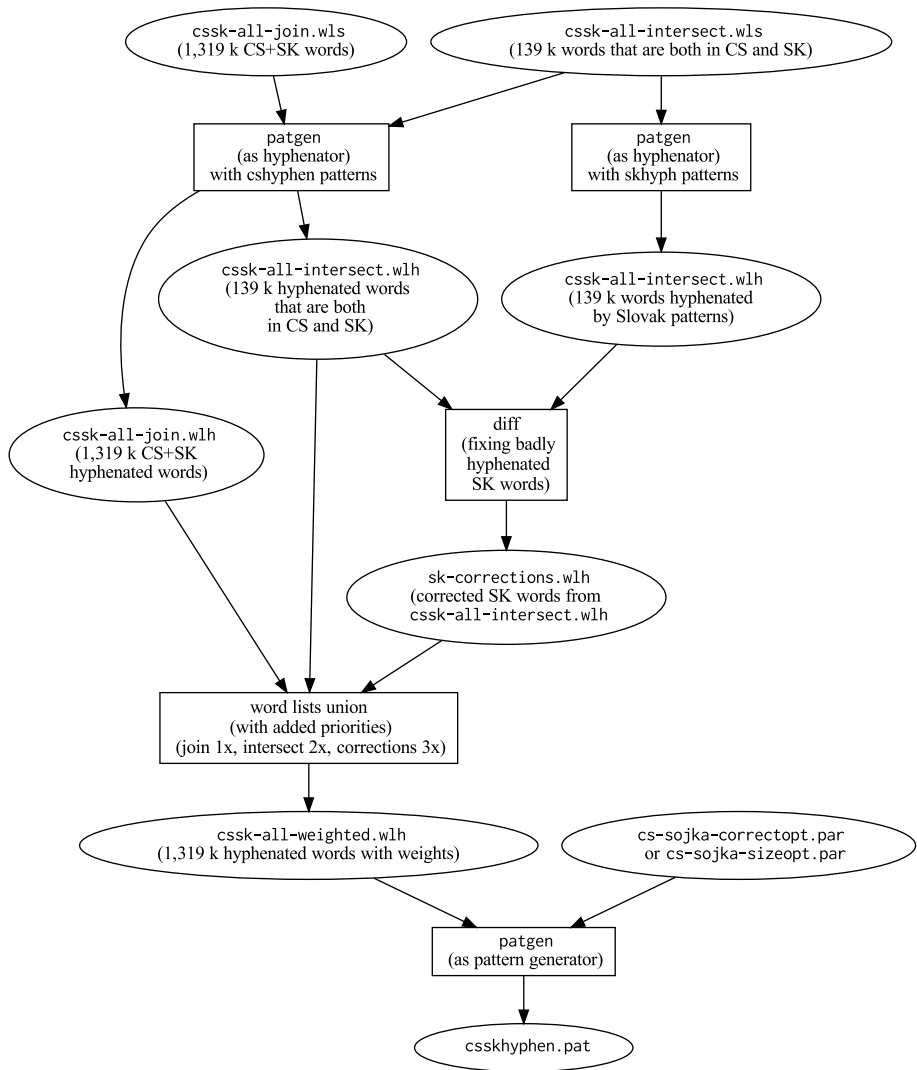 cssk-all-join.wls
(1,319 k CS+SK words)
cssk-all-intersect.wls
(139 k words that are both in CS and SK)
patgen
(as hyphenator)
with cshyphen patterns
patgen
(as hyphenator)
with skhyph patterns
cssk-all-intersect.wlh
(139 k hyphenated words
that are both
in CS and SK)
cssk-all-intersect.wlh
(139 k words hyphenated
by Slovak patterns)
cssk-all-join.wlh
(1,319 k CS+SK
hyphenated words)
diff
(fixing badly
hyphenated
SK words)
sk-corrections.wlh
(corrected SK words from
cssk-all-intersect.wlh
word lists union
(with added priorities)
(join 1x, intersect 2x, corrections 3x)
cssk-all-weighted.wlh
(1,319 k hyphenated words with weights)
cs-sojka-correctopt.par
or cs-sojka-sizeopt.par
patgen
(as pattern generator)
csskhyphen.pat